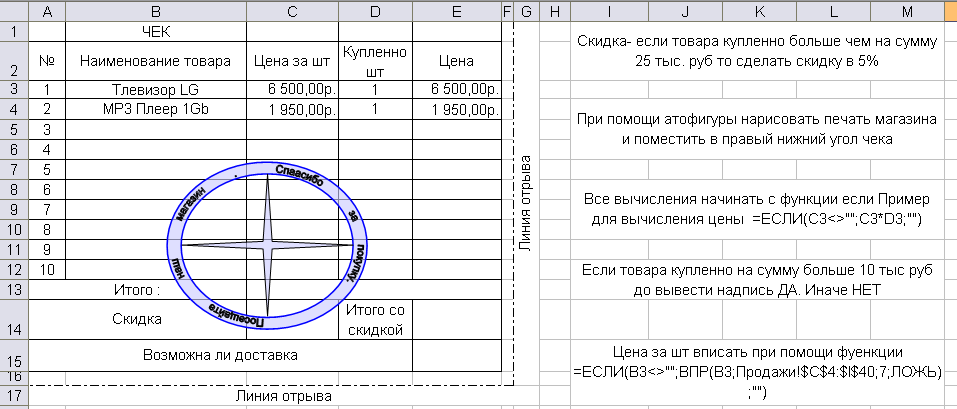 A B C D E F G H I J K L M
1 ЧЕК
2 № Наименование товара Цена за шт Купленно шт Цена
3 1 Тлевизор LG 6 500,00р. 1 6 500,00р.
4 2 MP3 Плеер 1Gb 1 950,00р. 1 1 950,00р.
5 3
6 4
7 5
8 6
9 7
10 8
11 9
12 10
13 Итого :
14 Скидка Итого со скидкой
15 Возможна ли доставка
16
17 Линия отрыва
Линия отрыва
Спаасибо за покупку. Посещайте наш магазин .
Скидка- если товара купленно больше чем на сумму
25 тыс. руб то сделать скидку в 5%
При помощи атофигуры нарисовать печать магазина
и поместить в правый нижний угол чека
Все вычисления начинать с функции если Пример
для вычисления цены =ЕСЛИ(C3<>"";C3*D3;"")
Если товара купленно на сумму больше 10 тыс руб
до вывести надпись ДА. Иначе НЕТ
Цена за шт вписать при помощи фуенкции
=ЕСЛИ(B3<>"";ВПР(B3;Продажи!$C$4:$I$40;7;ЛОЖЬ)
;"")